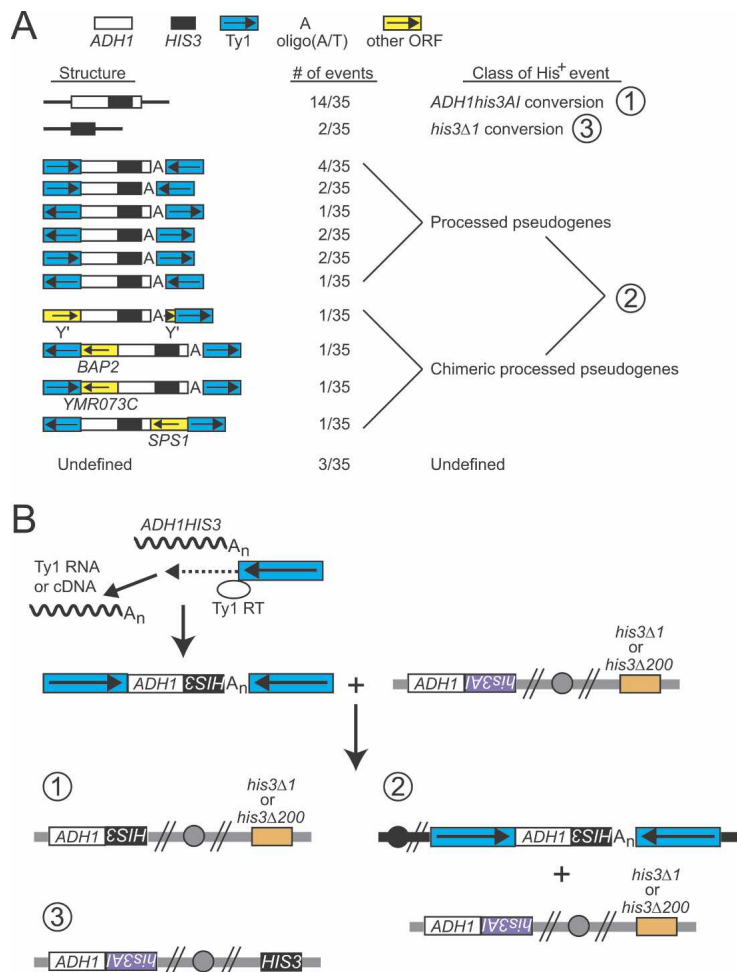 A
ADH1 HIS3 Ty1 A oligo(A/T) other ORF
Structure # of events Class of His+ event
14/35 ADH1his3AI conversion 1
2/35 his3Δ1 conversion 3
A 4/35
A 2/35
A 1/35
Processed pseudogenes
A 2/35
A 2/35
A 1/35
2
A 1/35
Y' Y'
A 1/35
BAP2
Chimeric processed pseudogenes
A 1/35
YMR073C
1/35
SPS1
Undefined 3/35 Undefined
B
ADH1HIS3
An
Ty1 RNA
or cDNA
An
Ty1 RT
his3Δ1
or
his3Δ200
ADH1 HIS3 An + ADH1 his3AI
1
his3Δ1
or
his3Δ200
ADH1 HIS3
2
ADH1 HIS3 An
+
his3Δ1
or
his3Δ200
ADH1 his3AI
3
ADH1 his3AI HIS3